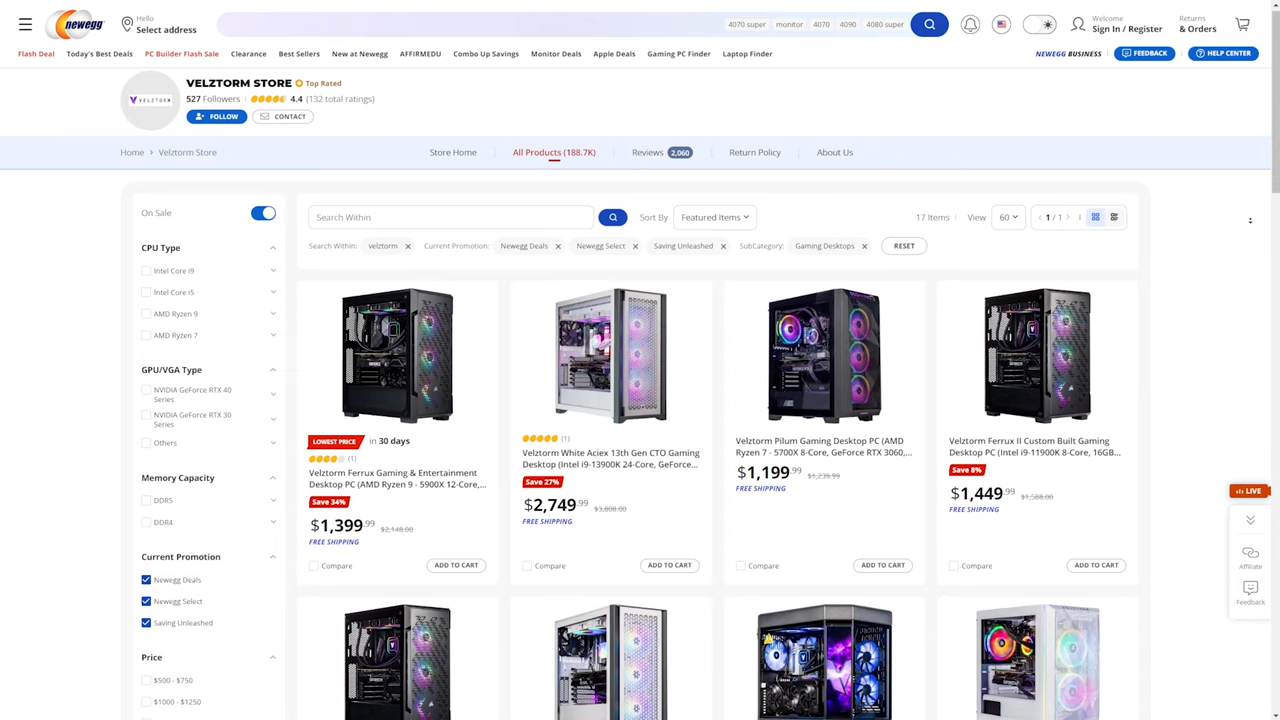 newegg
Hello
Select address
4070 super
monitor
4070
4090
4080 super
Welcome
Sign In / Register
Returns
& Orders
Flash Deal
Today's Best Deals
PC Builder Flash Sale
Clearance
Best Sellers
New at Newegg
AFFIRMEDU
Combo Up Savings
Monitor Deals
Apple Deals
Gaming PC Finder
Laptop Finder
NEWEGG BUSINESS
FEEDBACK
HELP CENTER
VELZTORM
VELZTORM STORE
Top Rated
527 Followers
4.4 (132 total ratings)
FOLLOW
CONTACT
Home > Velztorm Store
Store Home
All Products (188.7K)
Reviews 2,060
Return Policy
About Us
On Sale
Search Within
Sort By
Featured Items
17 Items
View
60
1 / 1
Search Within:
velztorm
Current Promotion:
Newegg Deals
Newegg Select
Saving Unleashed
SubCategory:
Gaming Desktops
RESET
CPU Type
Intel Core i9
Intel Core i5
AMD Ryzen 9
AMD Ryzen 7
GPU/VGA Type
NVIDIA GeForce RTX 40
Series
NVIDIA GeForce RTX 30
Series
Others
Memory Capacity
DDR5
DDR4
Current Promotion
Newegg Deals
Newegg Select
Saving Unleashed
Price
$500 - $750
$1000 - $1250
LOWEST PRICE in 30 days
(1)
Velztorm Ferrux Gaming & Entertainment
Desktop PC (AMD Ryzen 9 - 5900X 12-Core,...
Save 34%
$1,399.99 $2,148.00
FREE SHIPPING
Compare
ADD TO CART
(1)
Velztorm White Aciex 13th Gen CTO Gaming
Desktop (Intel i9-13900K 24-Core, GeForce...
Save 27%
$2,749.99 $3,808.00
FREE SHIPPING
Compare
ADD TO CART
Velztorm Pilum Gaming Desktop PC (AMD
Ryzen 7 - 5700X 8-Core, GeForce RTX 3060,...
$1,199.99 $1,239.99
FREE SHIPPING
Compare
ADD TO CART
Velztorm Ferrux II Custom Built Gaming
Desktop PC (Intel i9-11900K 8-Core, 16GB...
Save 8%
$1,449.99 $1,588.00
FREE SHIPPING
Compare
ADD TO CART
LIVE
Affiliate
Feedback